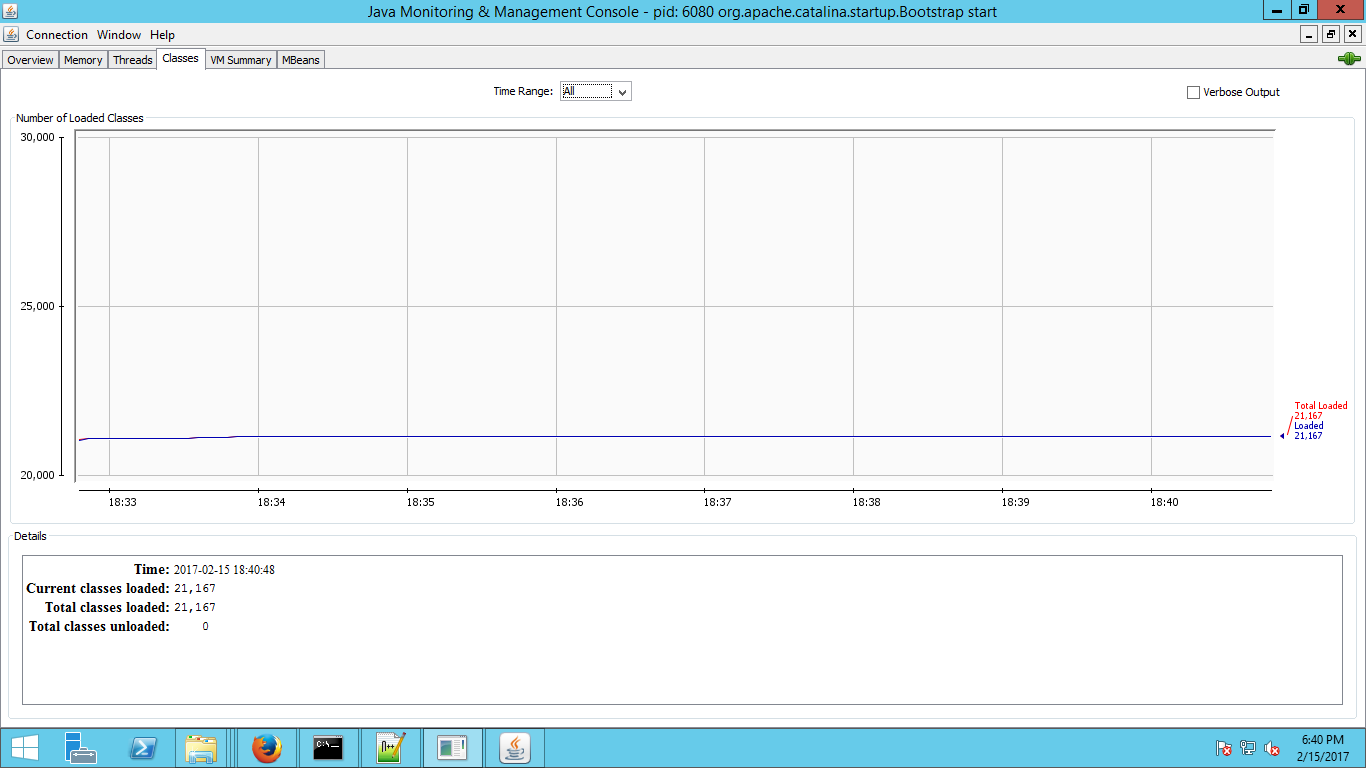 Java Monitoring & Management Console - pid: 6080 org.apache.catalina.startup.Bootstrap start
Connection Window Help
Overview Memory Threads Classes VM Summary MBeans
Time Range: All
Verbose Output
Number of Loaded Classes
30,000
25,000
20,000
Total Loaded
21,167
Loaded
21,167
18:33 18:34 18:35 18:36 18:37 18:38 18:39 18:40
Details
Time: 2017-02-15 18:40:48
Current classes loaded: 21,167
Total classes loaded: 21,167
Total classes unloaded: 0
6:40 PM
2/15/2017